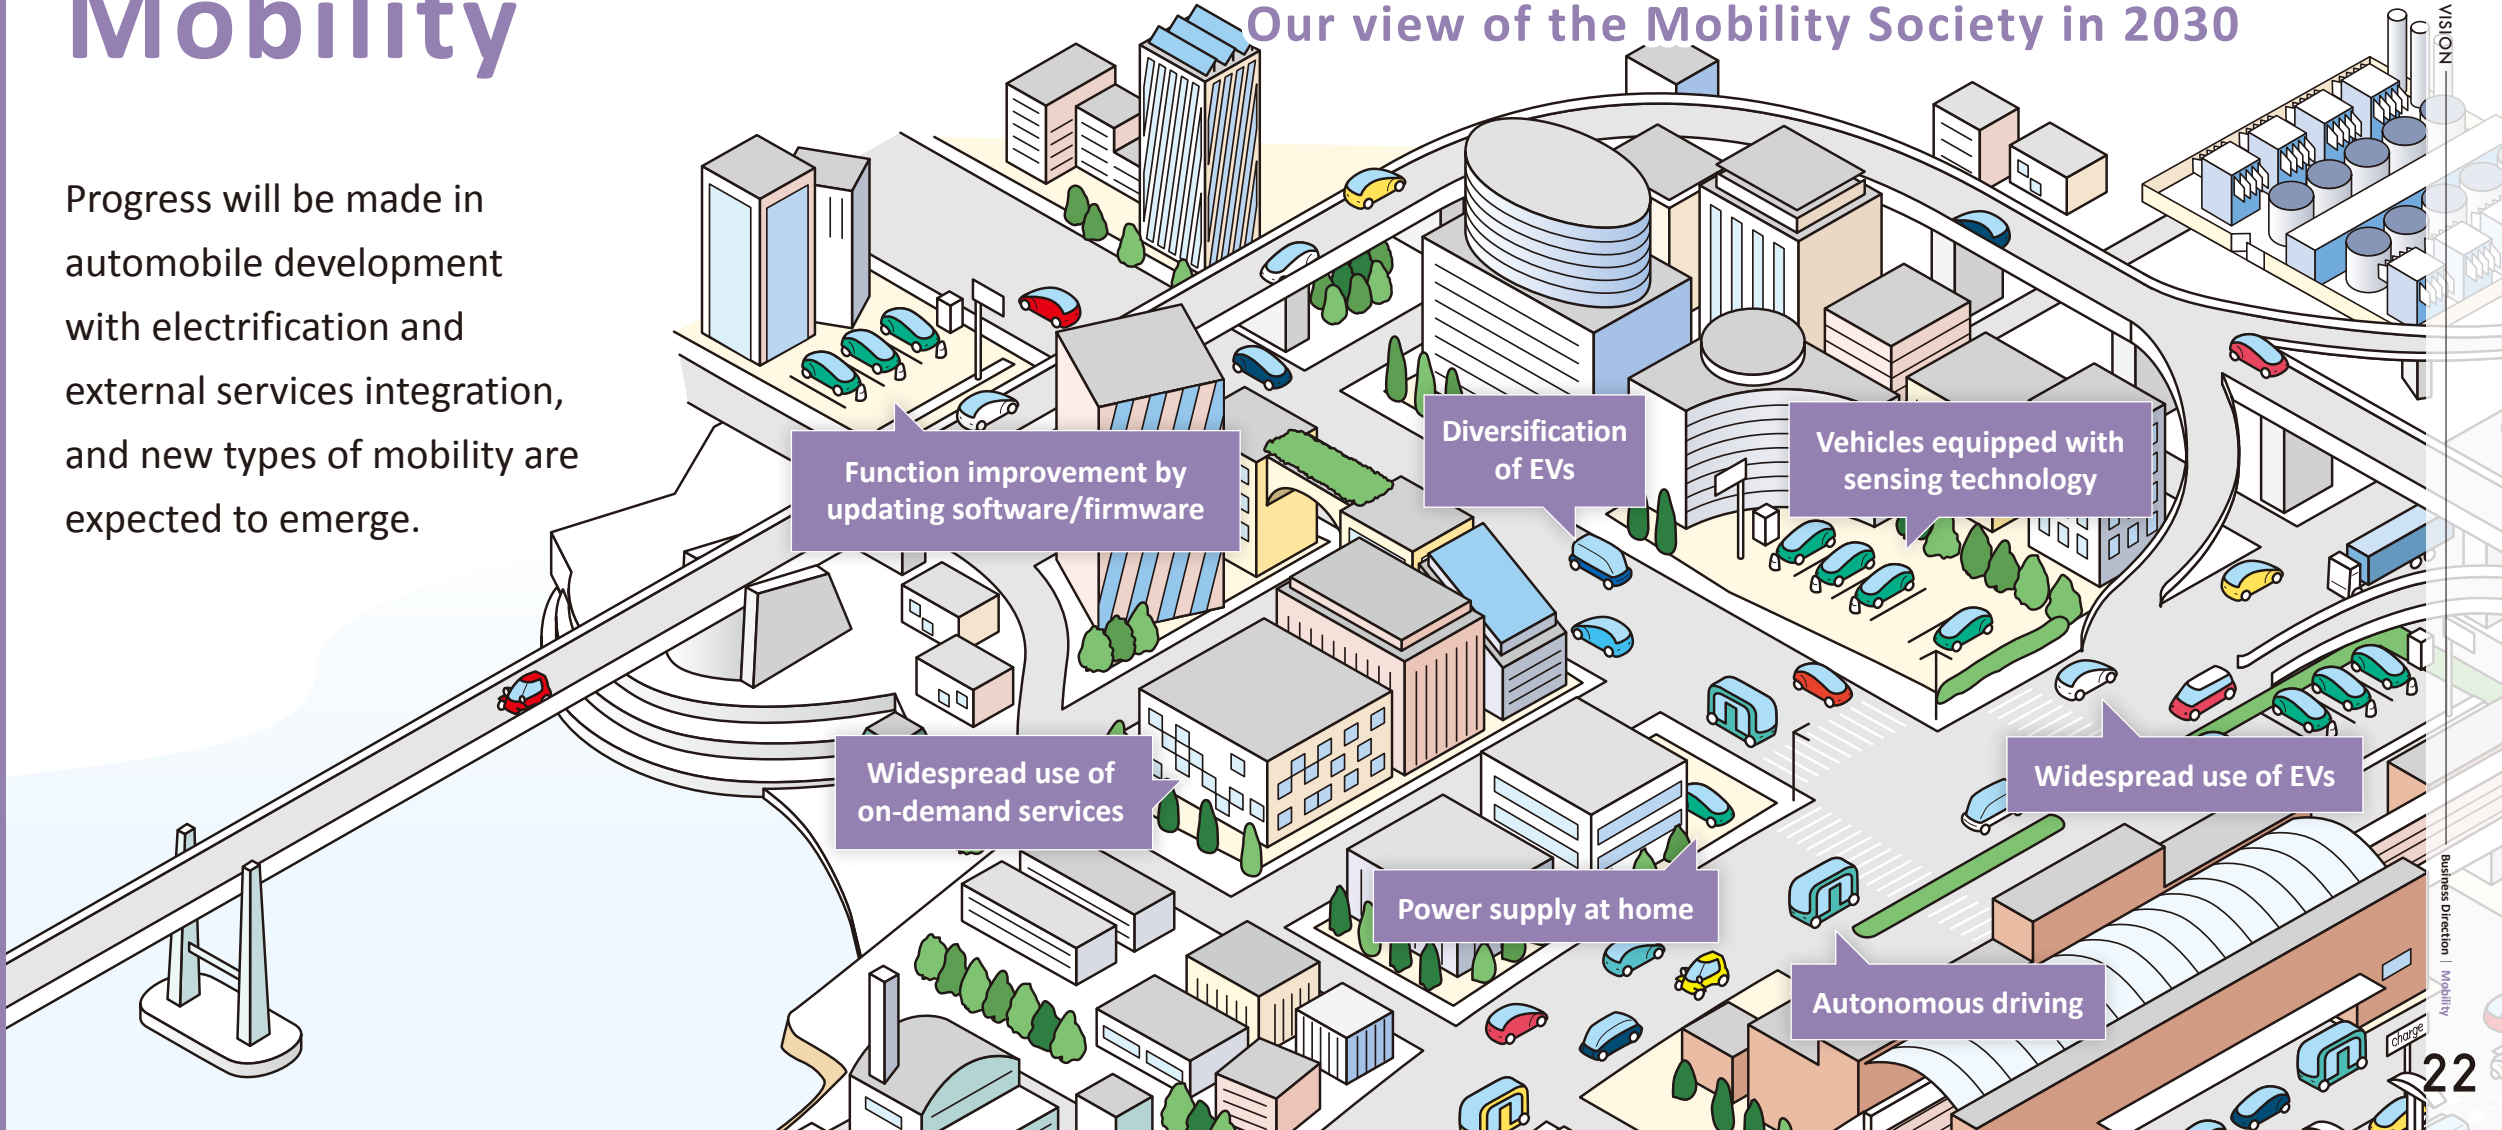 Mobility
Our view of the Mobility Society in 2030
Progress will be made in
automobile development
with electrification and
external services integration,
and new types of mobility are
expected to emerge.
Function improvement by
updating software/firmware
Diversification
of EVs
Vehicles equipped with
sensing technology
Widespread use of
on-demand services
Widespread use of EVs
Power supply at home
Autonomous driving
charge
VISION
Business Direction | Mobility
22